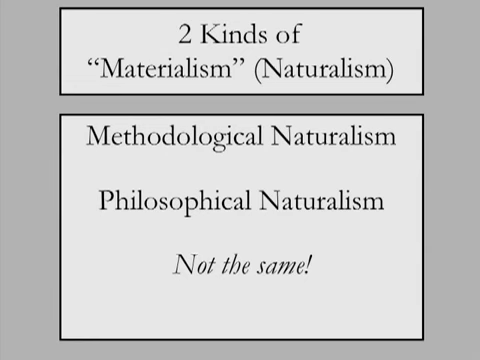 2 Kinds of
“Materialism” (Naturalism)
Methodological Naturalism
Philosophical Naturalism
Not the same!